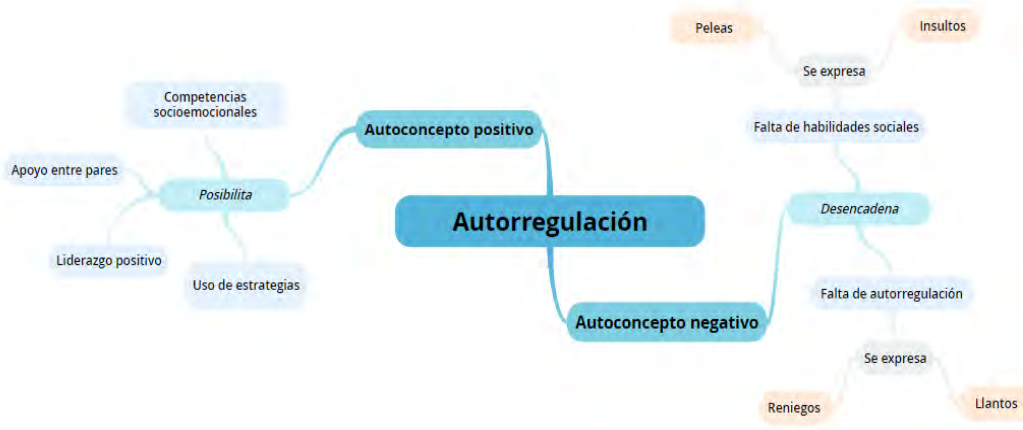 Peleas
Insultos
Se expresa
Competencias
socioemocionales
Autoconcepto positivo
Falta de habilidades sociales
Apoyo entre pares
Posibilita
Autorregulación
Desencadena
Liderazgo positivo
Uso de estrategias
Falta de autorregulación
Autoconcepto negativo
Se expresa
Reniegos
Llantos